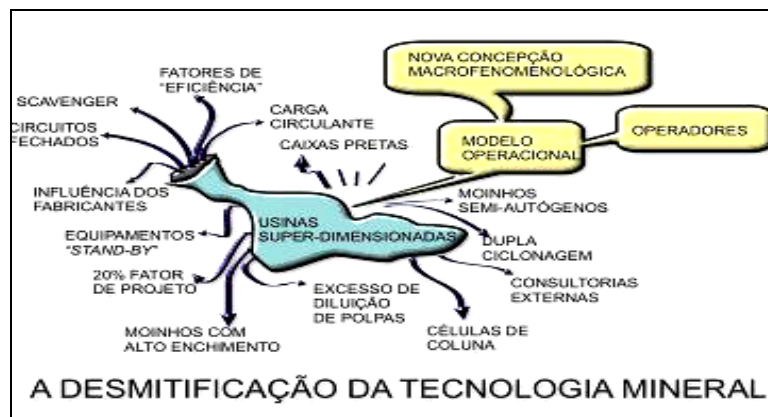 NOVA CONCEPÇÃO
MACROFENOMENOLÓGICA
FATORES DE
"EFICIÊNCIA"
SCAVENGER
CIRCUITOS
FECHADOS
CARGA
CIRCULANTE
CAIXAS PRETAS
MODELO
OPERACIONAL
OPERADORES
INFLUÊNCIA DOS
FABRICANTES
MOINHOS
SEMI-AUTÓGENOS
USINAS
SUPER-DIMENSIONADAS
EQUIPAMENTOS
"STAND-BY"
DUPLA
CICLONAGEM
20% FATOR
DE PROJETO
CONSULTORIAS
EXTERNAS
EXCESSO DE
DILUIÇÃO
DE POLPAS
MOINHOS COM
ALTO ENCHIMENTO
CÉLULAS DE
COLUNA
A DESMITIFICAÇÃO DA TECNOLOGIA MINERAL